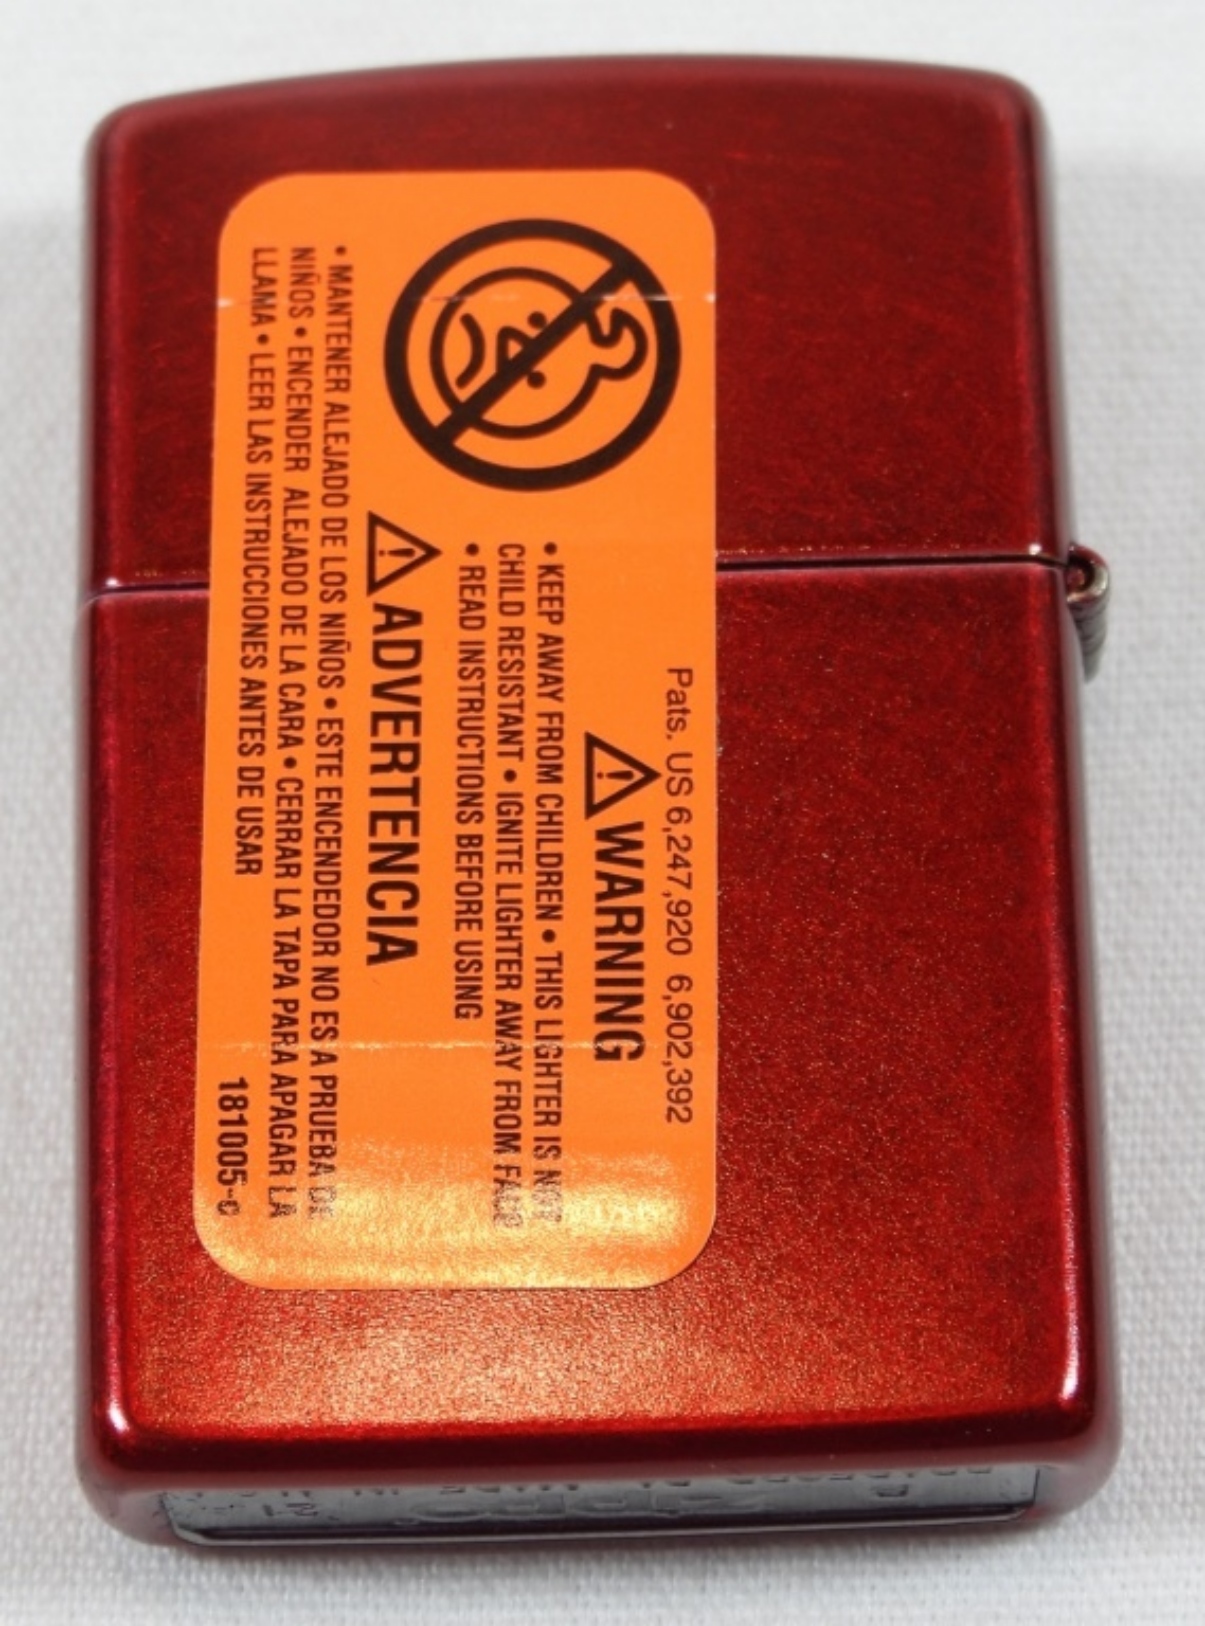 Pats. US 6,247,920 6,902,392
WARNING
• KEEP AWAY FROM CHILDREN • THIS LIGHTER IS NOT
CHILD RESISTANT • IGNITE LIGHTER AWAY FROM FACE
• READ INSTRUCTIONS BEFORE USING
ADVERTENCIA
• MANTENER ALEJADO DE LOS NIÑOS • ESTE ENCENDEDOR NO ES A PRUEBA DE
NIÑOS • ENCENDER ALEJADO DE LA CARA • CERRAR LA TAPA PARA APAGAR LA
LLAMA • LEER LAS INSTRUCCIONES ANTES DE USAR
181005-c